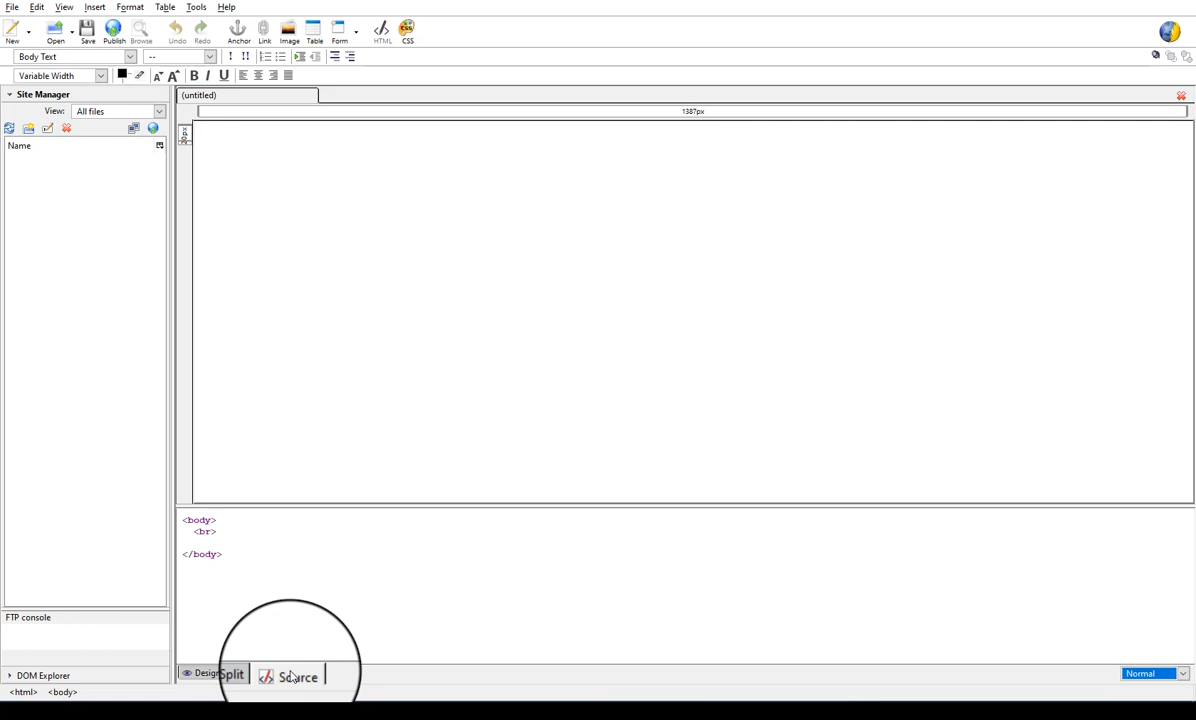 File Edit View Insert Format Table Tools Help
New Open Save Publish Browse Undo Redo Anchor Link Image Table Form HTML CSS
Body Text --
Variable Width A A B I U
Site Manager
View: All files
Name
(untitled)
1387px
<body>
<br>
</body>
FTP console
DOM Explorer
Design Split Source Normal
<html> <body>